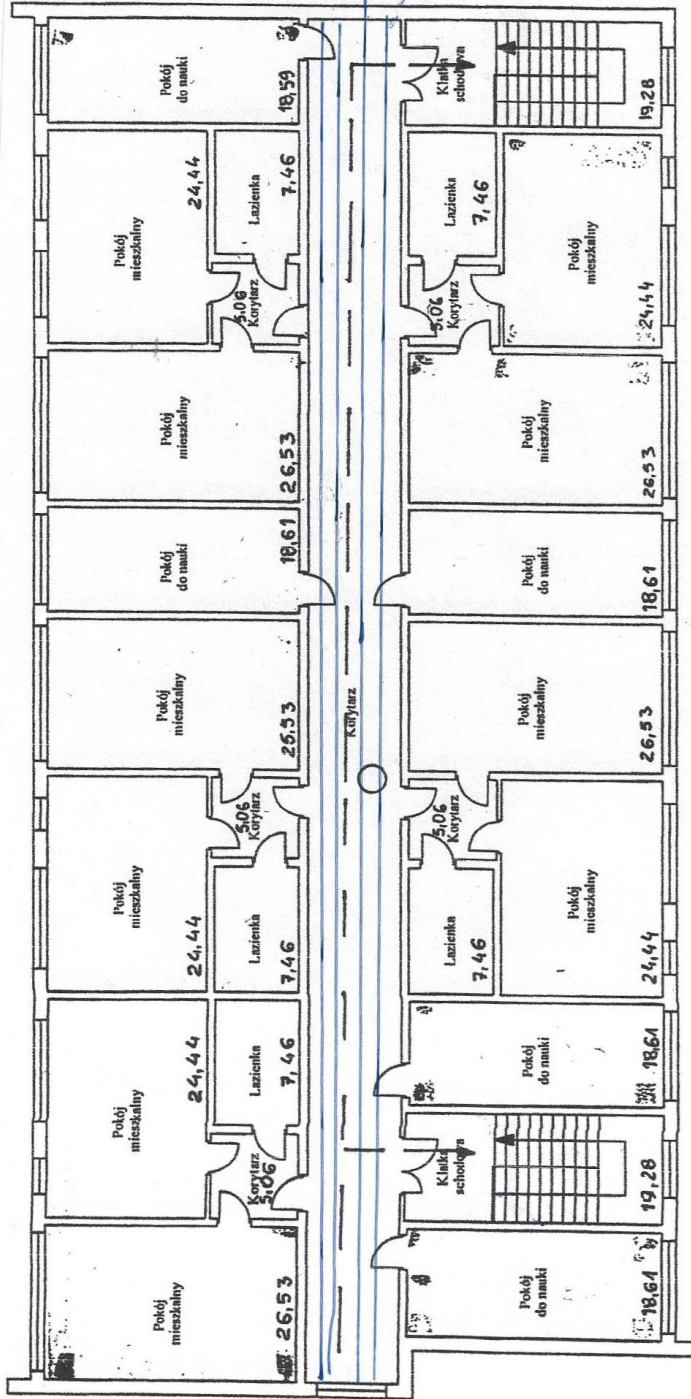 Pokój
do nauki
18,59
Klatka
schodowa
19,28
Pokój
mieszkalny
24,44
Łazienka
7,46
Łazienka
7,46
Pokój
mieszkalny
24,44
5,06
Korytarz
5,06
Korytarz
Pokój
mieszkalny
26,53
Pokój
mieszkalny
26,53
Pokój
do nauki
18,61
Pokój
do nauki
18,61
Pokój
mieszkalny
26,53
Korytarz
Pokój
mieszkalny
26,53
5,06
Korytarz
5,06
Korytarz
Pokój
mieszkalny
24,44
Łazienka
7,46
Łazienka
7,46
Pokój
mieszkalny
24,44
Pokój
mieszkalny
24,44
Łazienka
7,46
Pokój
do nauki
18,61
Korytarz
5,06
Klatka
schodowa
19,28
Pokój
mieszkalny
26,53
Pokój
do nauki
18,61